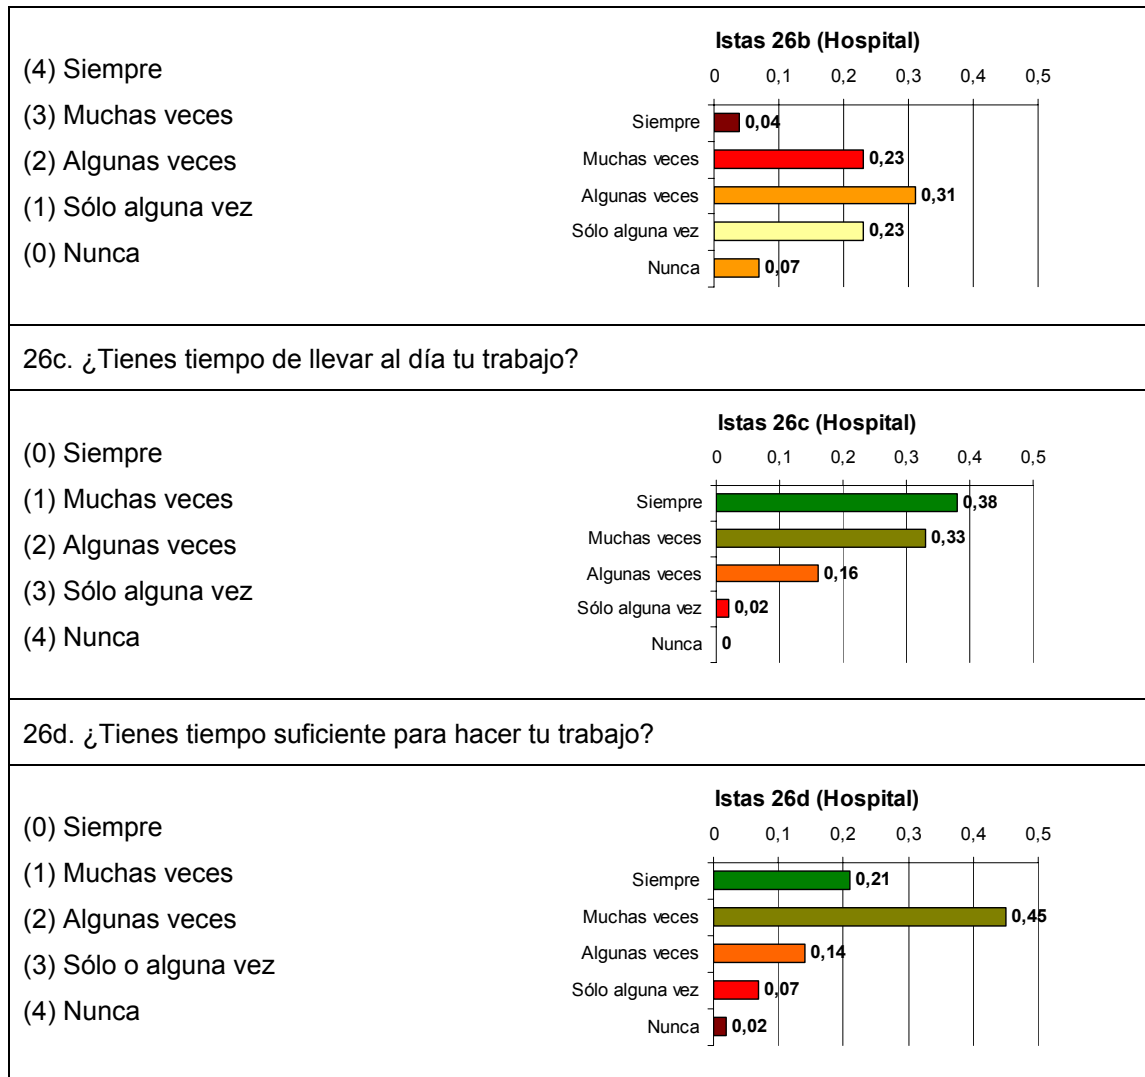 (4) Siempre
(3) Muchas veces
(2) Algunas veces
(1) Sólo alguna vez
(0) Nunca
Istas 26b (Hospital)
0 0,1 0,2 0,3 0,4 0,5
Siempre 0,04
Muchas veces 0,23
Algunas veces 0,31
Sólo alguna vez 0,23
Nunca 0,07
26c. ¿Tienes tiempo de llevar al día tu trabajo?
(0) Siempre
(1) Muchas veces
(2) Algunas veces
(3) Sólo alguna vez
(4) Nunca
Istas 26c (Hospital)
0 0,1 0,2 0,3 0,4 0,5
Siempre 0,38
Muchas veces 0,33
Algunas veces 0,16
Sólo alguna vez 0,02
Nunca 0
26d. ¿Tienes tiempo suficiente para hacer tu trabajo?
(0) Siempre
(1) Muchas veces
(2) Algunas veces
(3) Sólo o alguna vez
(4) Nunca
Istas 26d (Hospital)
0 0,1 0,2 0,3 0,4 0,5
Siempre 0,21
Muchas veces 0,45
Algunas veces 0,14
Sólo alguna vez 0,07
Nunca 0,02